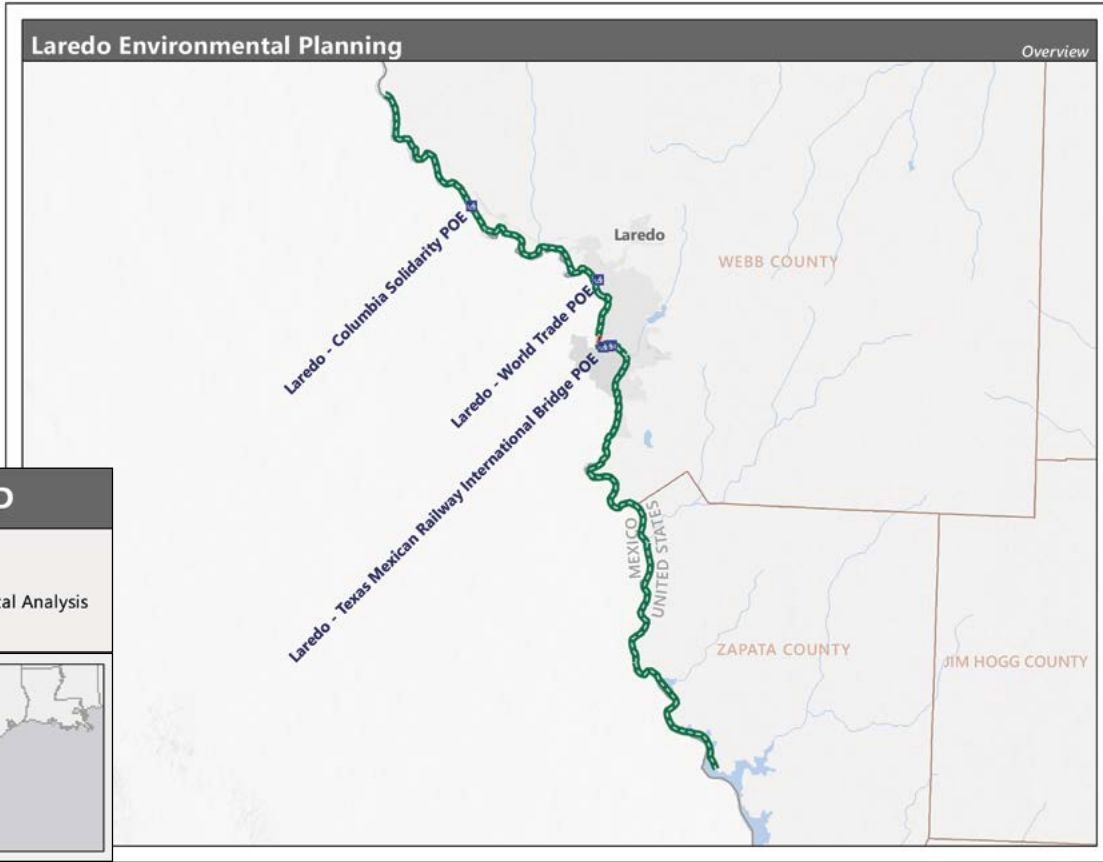 Laredo Environmental Planning
Overview
Laredo
WEBB COUNTY
Laredo - Columbia Solidarity POE
Laredo - World Trade POE
Laredo - Texas Mexican Railway International Bridge POE
MEXICO
UNITED STATES
ZAPATA COUNTY
JIM HOGG COUNTY
Analysis